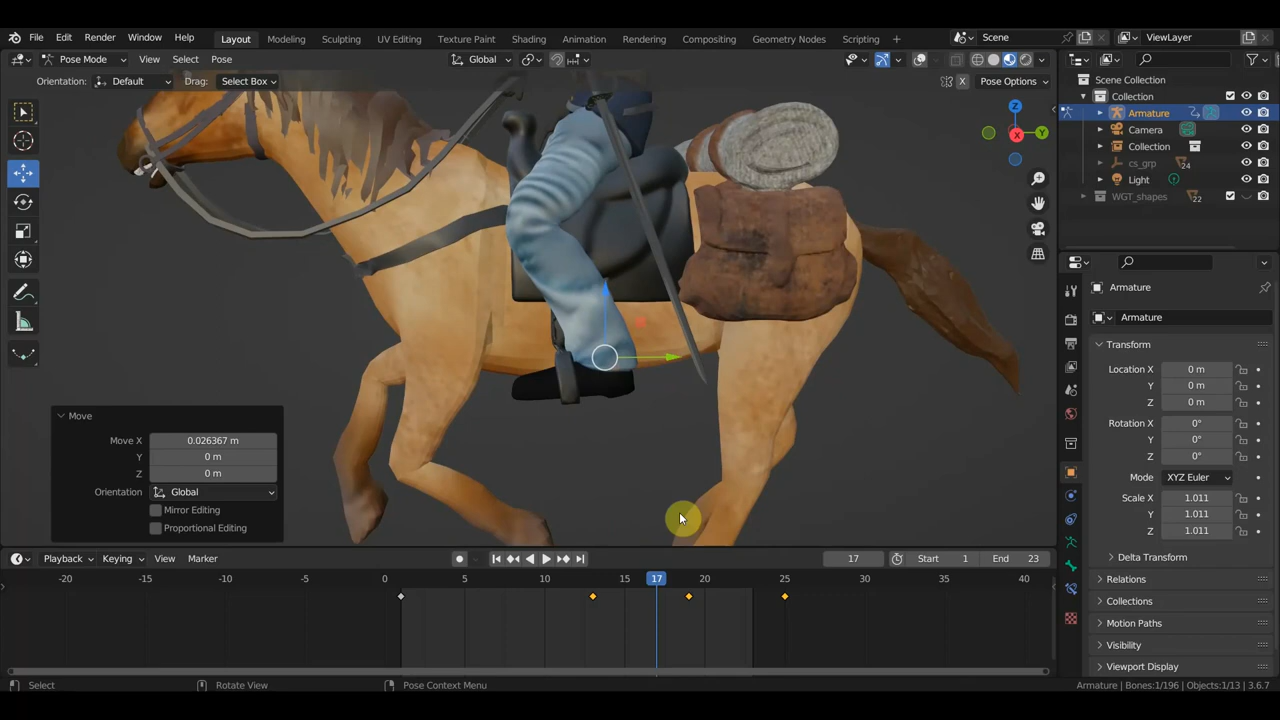 File Edit Render Window Help Layout Modeling Sculpting UV Editing Texture Paint Shading Animation Rendering Compositing Geometry Nodes Scripting + Scene ViewLayer
Pose Mode View Select Pose Global
Orientation: Default Drag: Select Box X Pose Options
Scene Collection
Collection
Armature
Camera
Collection
cs_grp 24
Light
WGT_shapes 22
Z
X Y
Armature
Armature
Transform
Location X 0 m
Y 0 m
Z 0 m
Rotation X 0°
Y 0°
Z 0°
Mode XYZ Euler
Scale X 1.011
Y 1.011
Z 1.011
Delta Transform
Relations
Collections
Motion Paths
Visibility
Viewport Display
Move
Move X 0.026367 m
Y 0 m
Z 0 m
Orientation Global
Mirror Editing
Proportional Editing
Playback Keying View Marker 17 Start 1 End 23
-20 -15 -10 -5 0 5 10 15 17 20 25 30 35 40
Select Rotate View Pose Context Menu Armature | Bones:1/196 | Objects:1/13 | 3.6.7